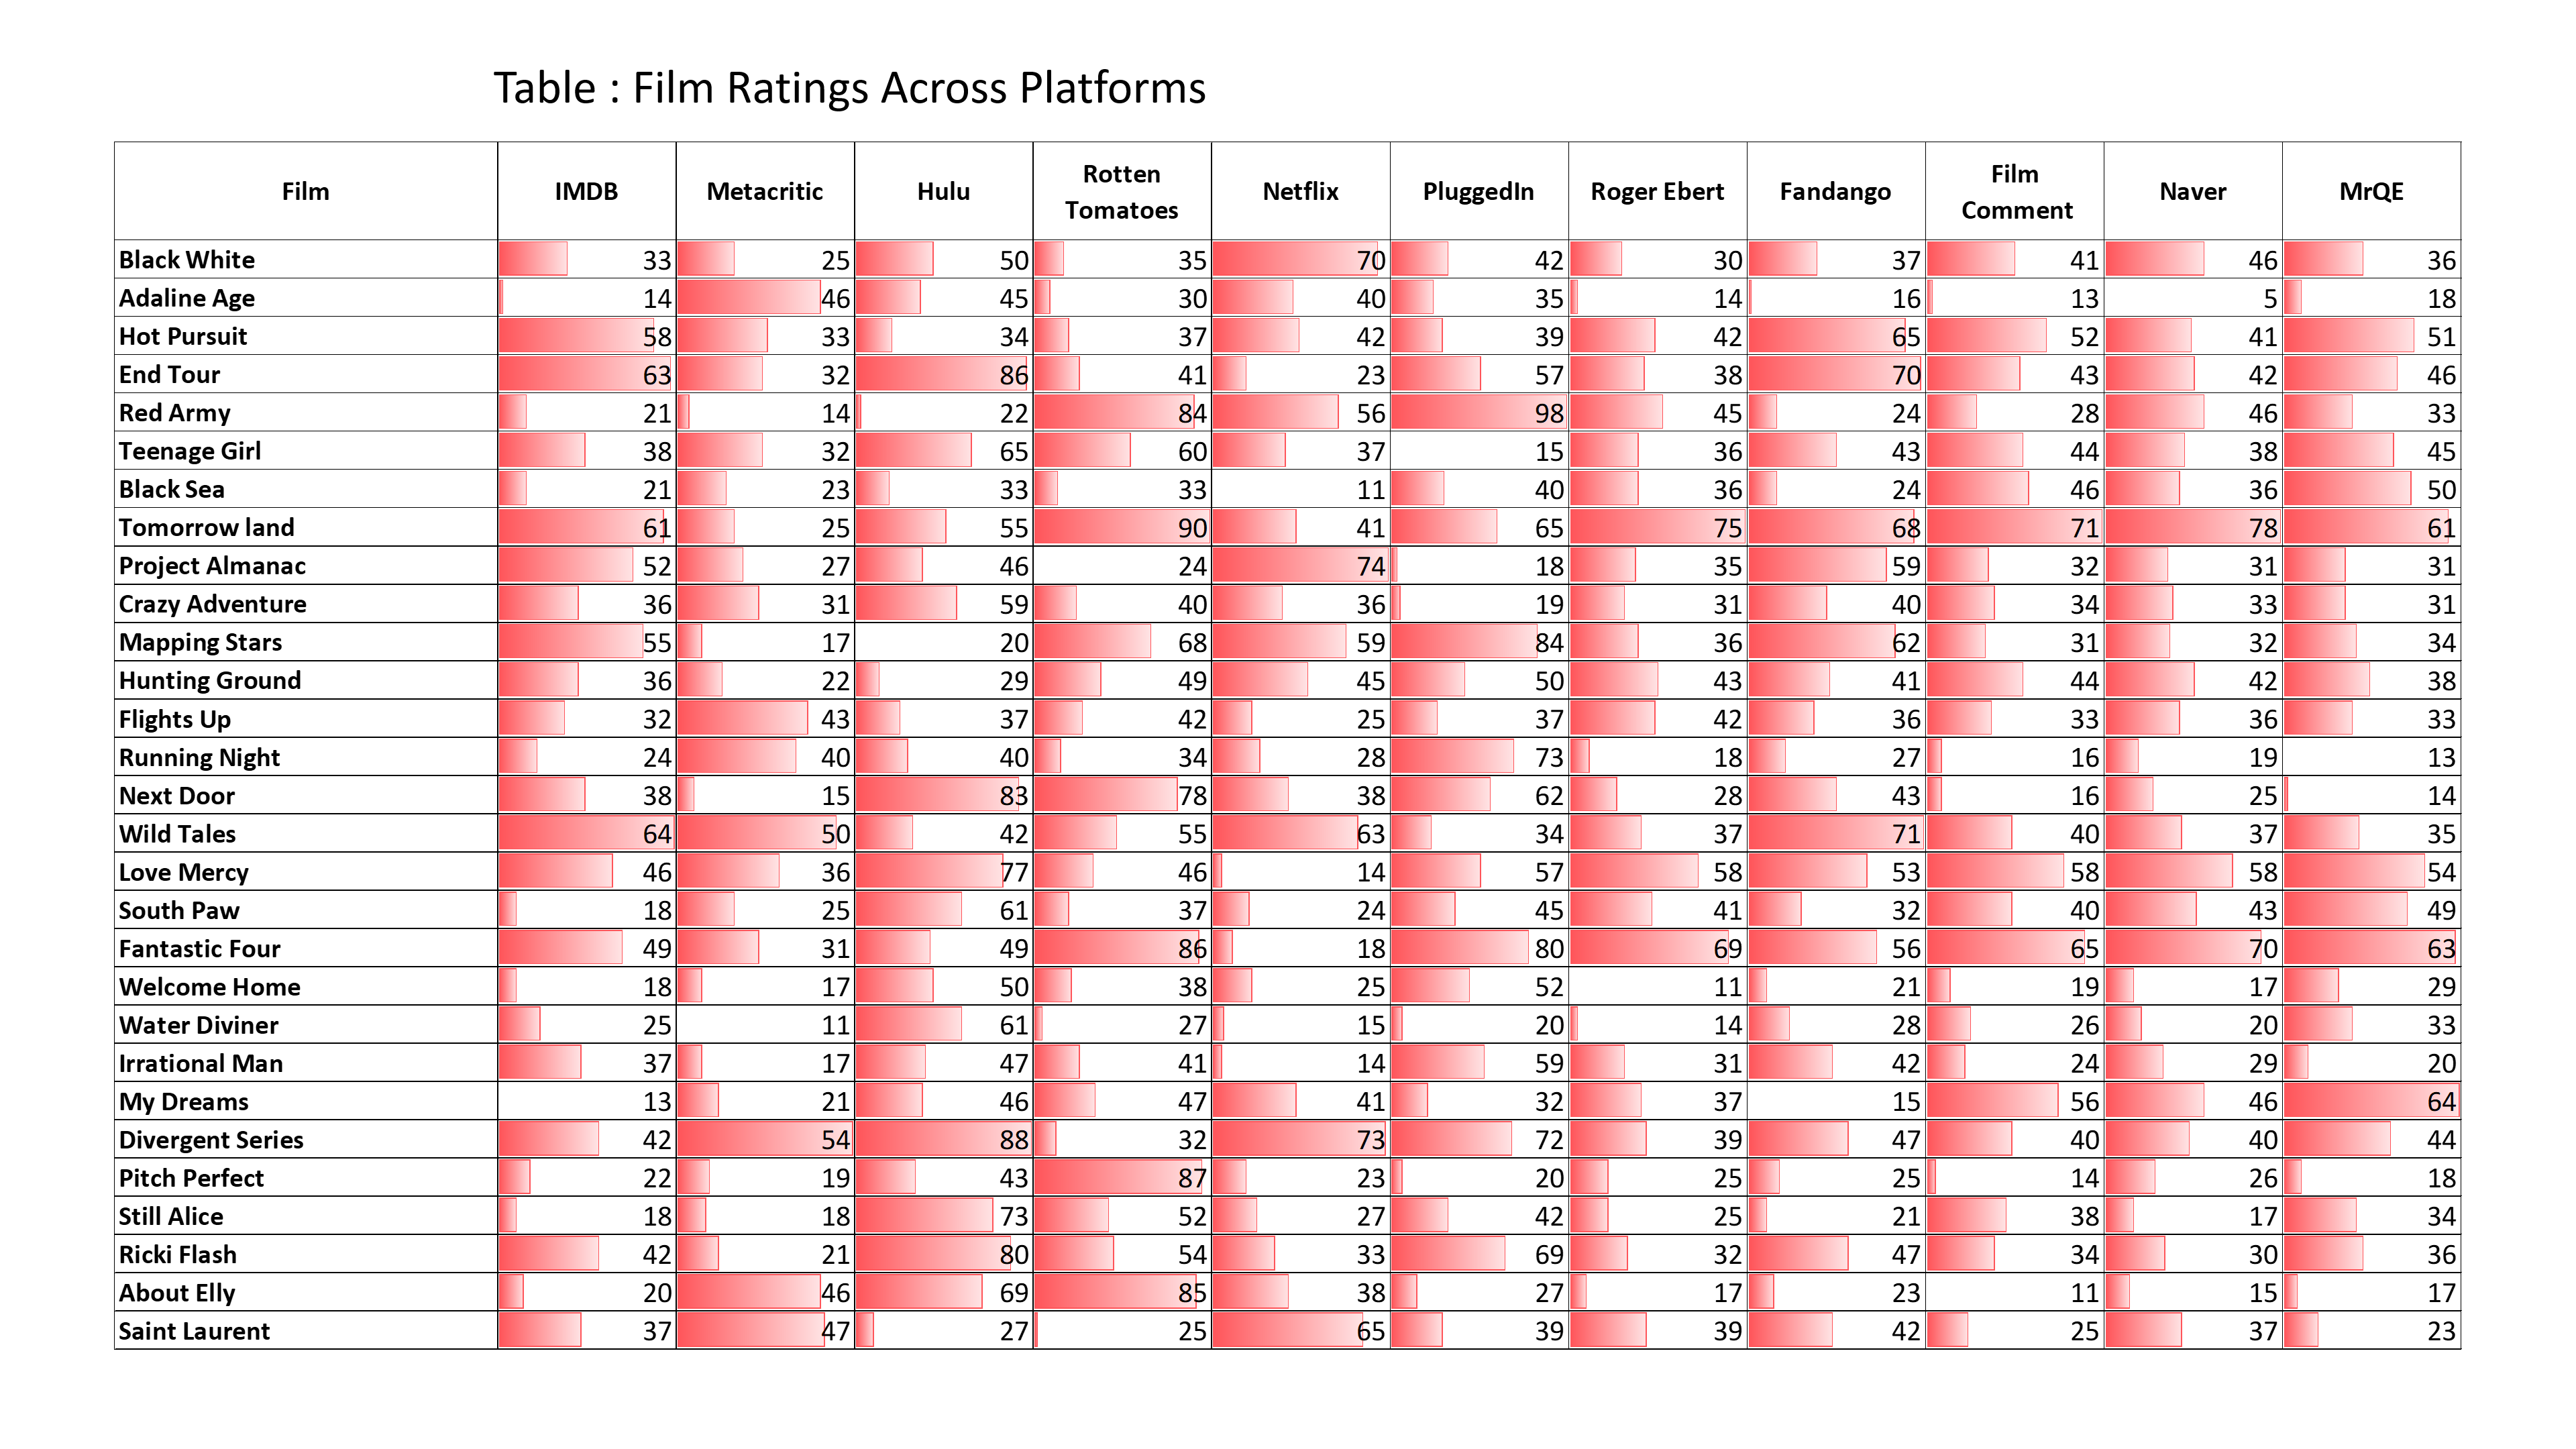 Table : Film Ratings Across Platforms
Film IMDB Metacritic Hulu Rotten Tomatoes Netflix PluggedIn Roger Ebert Fandango Film Comment Naver MrQE
Black White 33 25 50 35 70 42 30 37 41 46 36
Adaline Age 14 46 45 30 40 35 14 16 13 5 18
Hot Pursuit 58 33 34 37 42 39 42 65 52 41 51
End Tour 63 32 86 41 23 57 38 70 43 42 46
Red Army 21 14 22 84 56 98 45 24 28 46 33
Teenage Girl 38 32 65 60 37 15 36 43 44 38 45
Black Sea 21 23 33 33 11 40 36 24 46 36 50
Tomorrow land 61 25 55 90 41 65 75 68 71 78 61
Project Almanac 52 27 46 24 74 18 35 59 32 31 31
Crazy Adventure 36 31 59 40 36 19 31 40 34 33 31
Mapping Stars 55 17 20 68 59 84 36 62 31 32 34
Hunting Ground 36 22 29 49 45 50 43 41 44 42 38
Flights Up 32 43 37 42 25 37 42 36 33 36 33
Running Night 24 40 40 34 28 73 18 27 16 19 13
Next Door 38 15 83 78 38 62 28 43 16 25 14
Wild Tales 64 50 42 55 63 34 37 71 40 37 35
Love Mercy 46 36 77 46 14 57 58 53 58 58 54
South Paw 18 25 61 37 24 45 41 32 40 43 49
Fantastic Four 49 31 49 86 18 80 69 56 65 70 63
Welcome Home 18 17 50 38 25 52 11 21 19 17 29
Water Diviner 25 11 61 27 15 20 14 28 26 20 33
Irrational Man 37 17 47 41 14 59 31 42 24 29 20
My Dreams 13 21 46 47 41 32 37 15 56 46 64
Divergent Series 42 54 88 32 73 72 39 47 40 40 44
Pitch Perfect 22 19 43 87 23 20 25 25 14 26 18
Still Alice 18 18 73 52 27 42 25 21 38 17 34
Ricki Flash 42 21 80 54 33 69 32 47 34 30 36
About Elly 20 46 69 85 38 27 17 23 11 15 17
Saint Laurent 37 47 27 25 65 39 39 42 25 37 23